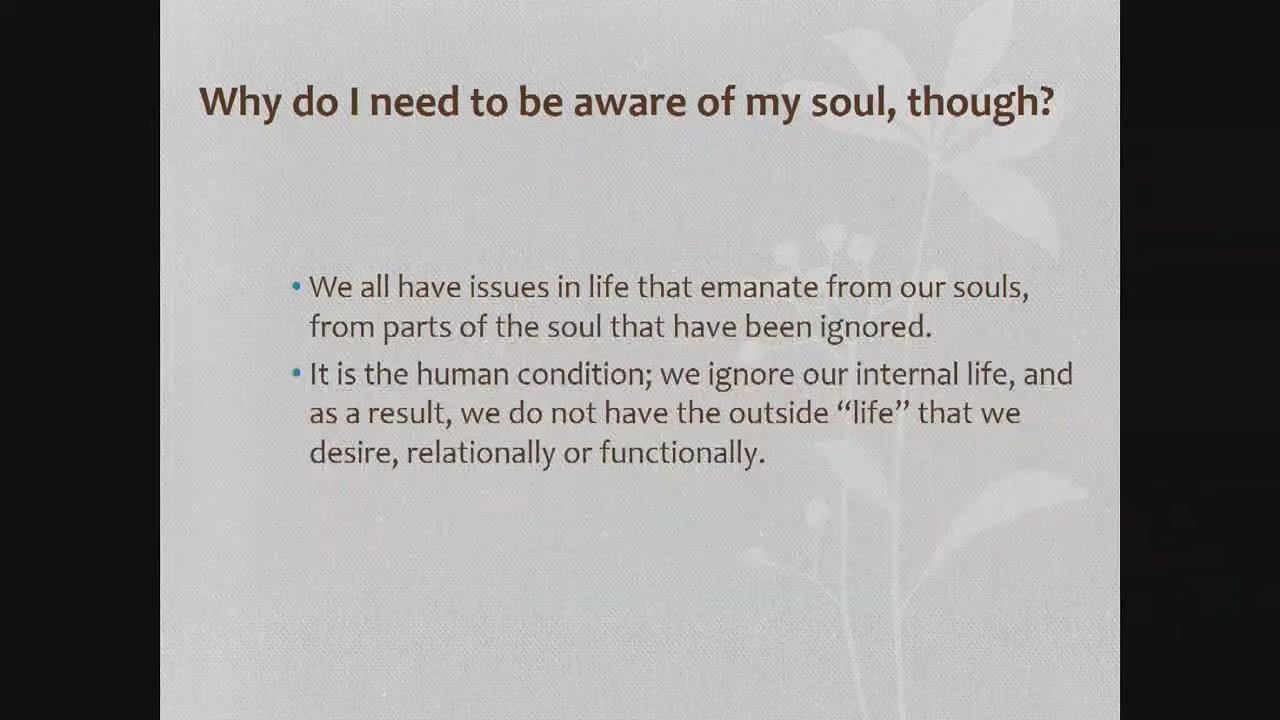 Why do I need to be aware of my soul, though?
• We all have issues in life that emanate from our souls,
from parts of the soul that have been ignored.
• It is the human condition; we ignore our internal life, and
as a result, we do not have the outside “life” that we
desire, relationally or functionally.